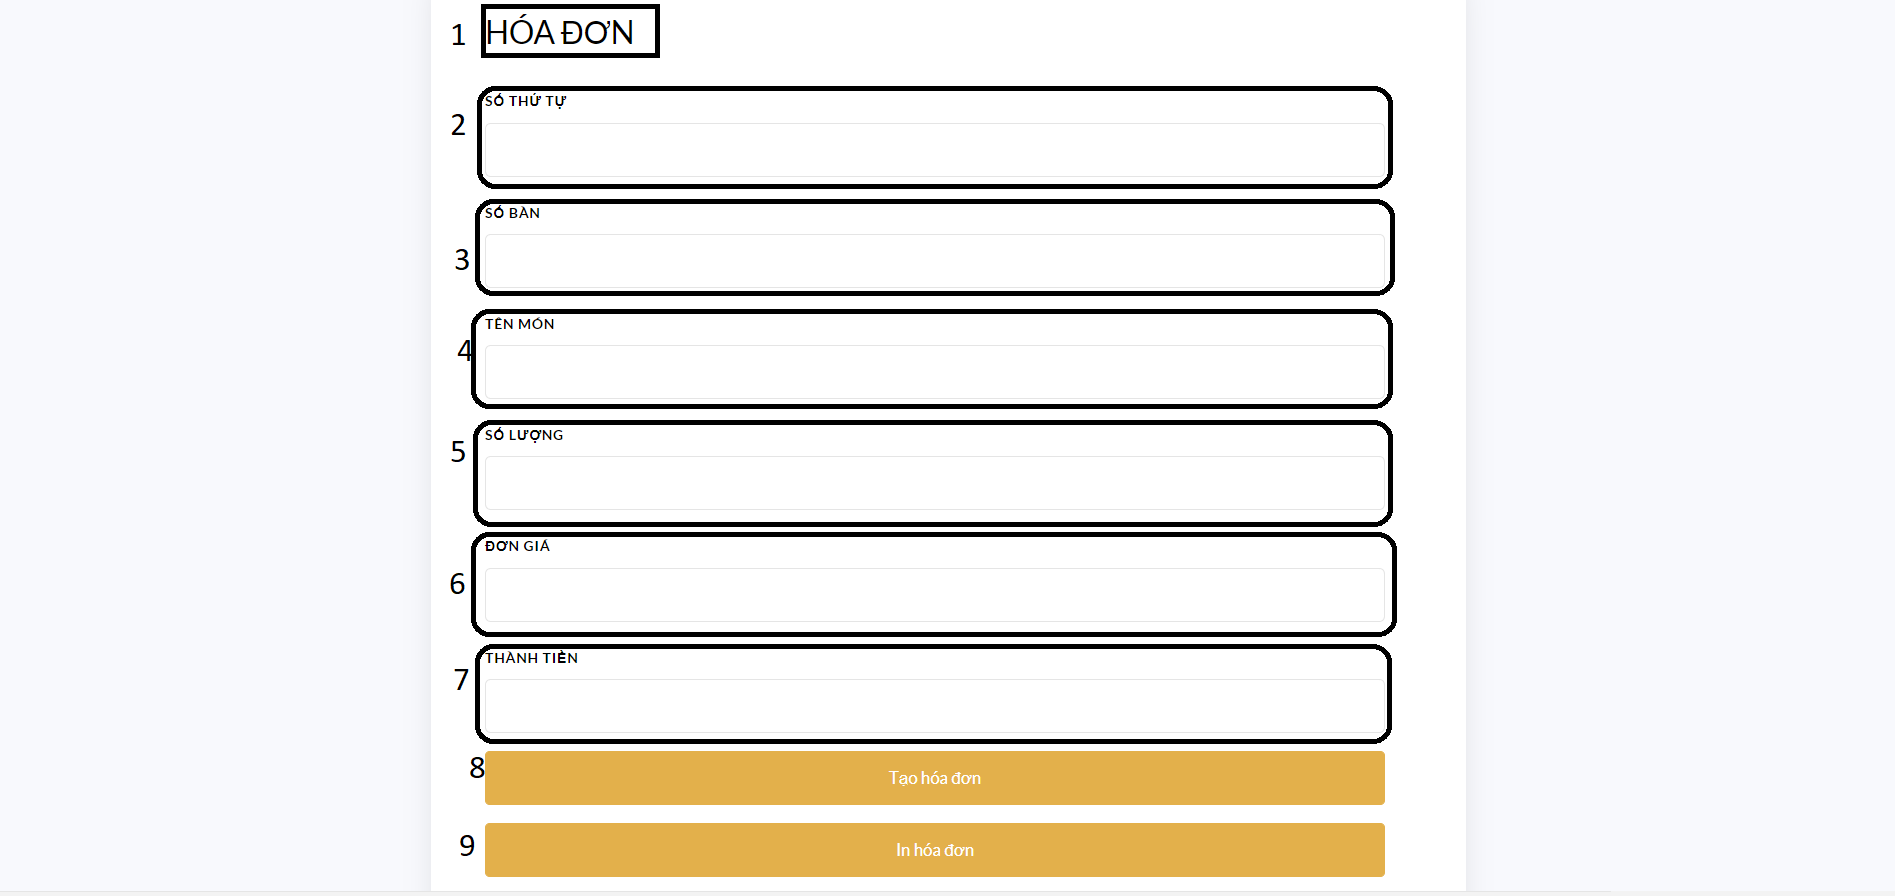 1 HÓA ĐƠN
2 SỐ THỨ TỰ
3 SỐ BÀN
4 TÊN MÓN
5 SỐ LƯỢNG
6 ĐƠN GIÁ
7 THÀNH TIỀN
8 Tạo hóa đơn
9 In hóa đơn